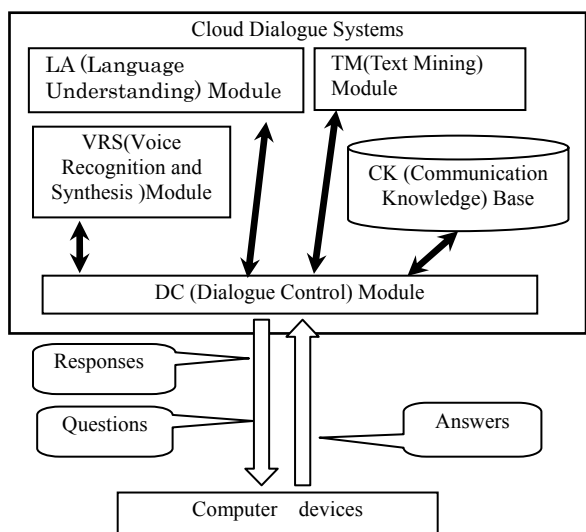 Cloud Dialogue Systems
LA (Language
Understanding) Module
TM(Text Mining)
Module
VRS(Voice
Recognition and
Synthesis )Module
CK (Communication
Knowledge) Base
DC (Dialogue Control) Module
Responses
Questions
Answers
Computer devices